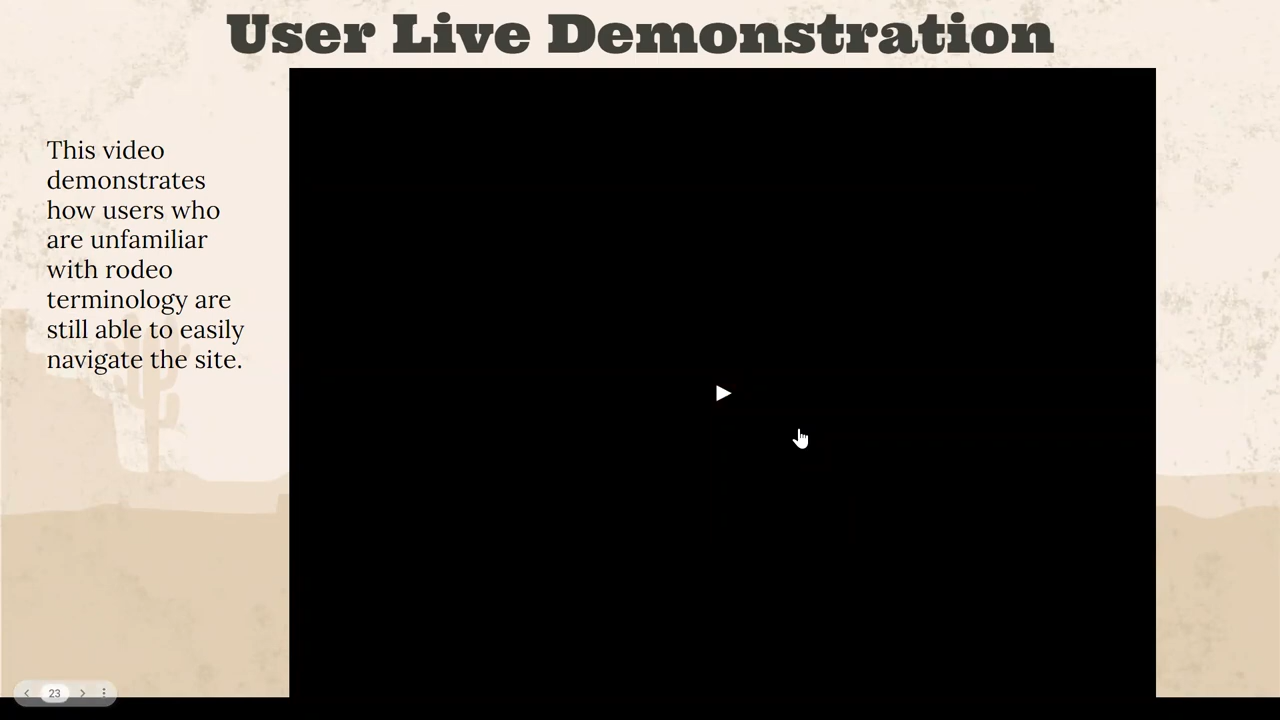 User Live Demonstration
This video
demonstrates
how users who
are unfamiliar
with rodeo
terminology are
still able to easily
navigate the site.
23